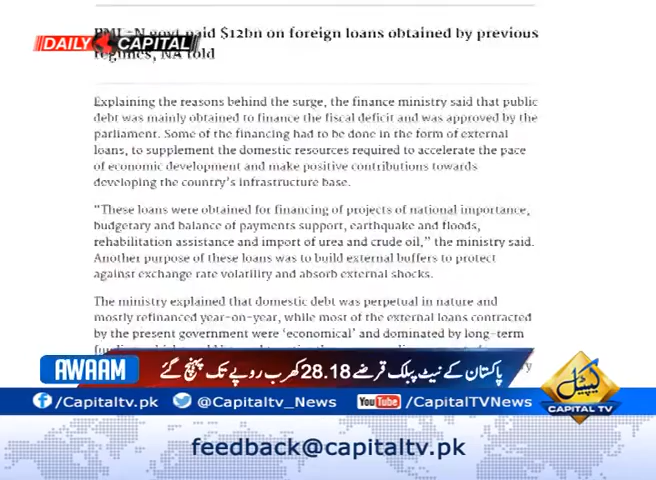 PML-N govt paid $12bn on foreign loans obtained by previous
DAILY CAPITAL
regimes, NA told
Explaining the reasons behind the surge, the finance ministry said that public
debt was mainly obtained to finance the fiscal deficit and was approved by the
parliament. Some of the financing had to be done in the form of external
loans, to supplement the domestic resources required to accelerate the pace
of economic development and make positive contributions towards
developing the country's infrastructure base.
“These loans were obtained for financing of projects of national importance,
budgetary and balance of payments support, earthquake and floods,
rehabilitation assistance and import of urea and crude oil,” the ministry said.
Another purpose of these loans was to build external buffers to protect
against exchange rate volatility and absorb external shocks.
The ministry explained that domestic debt was perpetual in nature and
mostly refinanced year-on-year, while most of the external loans contracted
by the present government were ‘economical’ and dominated by long-term
AWAAM
پاکستان کے نیٹ پبلک قرضے 28.18 کھرب روپے تک پہنچ گئے
کیپیٹل
CAPITAL TV
/Capitaltv.pk
@Capitaltv_News
YouTube /CapitalTVNews
feedback@capitaltv.pk